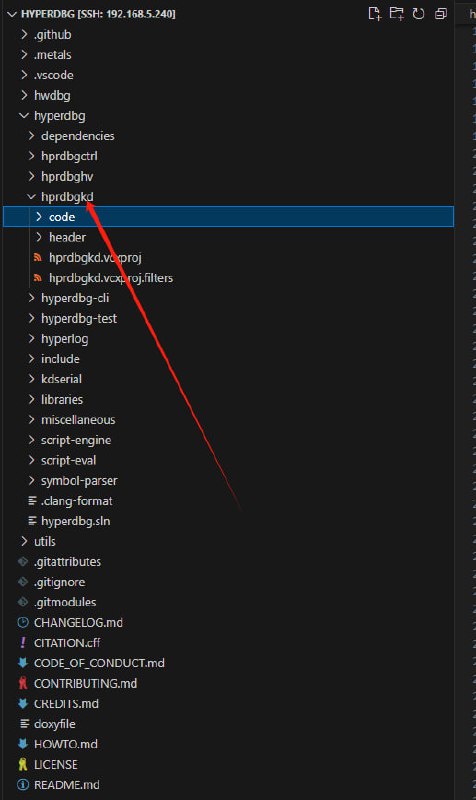 HYPERDBG [SSH: 192.168.5.240]
.github
.metals
.vscode
hwdbg
hyperdbg
dependencies
hprdbgctrl
hprdbghv
hprdbgkd
code
header
hprdbgkd.vcxproj
hprdbgkd.vcxproj.filters
hyperdbg-cli
hyperdbg-test
hyperlog
include
kdserial
libraries
miscellaneous
script-engine
script-eval
symbol-parser
.clang-format
hyperdbg.sln
utils
.gitattributes
.gitignore
.gitmodules
CHANGELOG.md
CITATION.cff
CODE_OF_CONDUCT.md
CONTRIBUTING.md
CREDITS.md
doxyfile
HOWTO.md
LICENSE
README.md